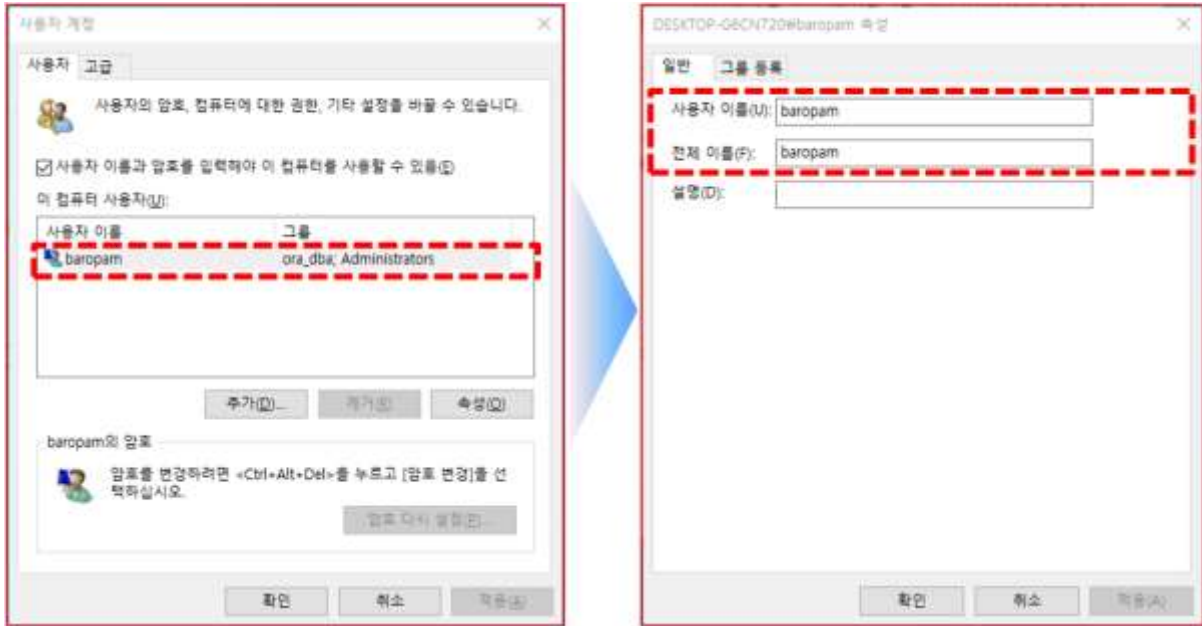 사용자 계정
사용자 고급
사용자의 암호, 컴퓨터에 대한 권한, 기타 설정을 바꿀 수 있습니다.
사용자 이름과 암호를 입력해야 이 컴퓨터를 사용할 수 있음(E)
이 컴퓨터 사용자(U):
사용자 이름 그룹
baropam ora_dba; Administrators
추가(D)... 제거(R) 속성(O)
baropam의 암호
암호를 변경하려면 <Ctrl+Alt+Del>을 누르고 [암호 변경]을 선
택하십시오.
암호 다시 설정(P)...
확인 취소 적용(A)
DESKTOP-G6CN720₩baropam 속성
일반 그룹 등록
사용자 이름(U): baropam
전체 이름(F): baropam
설명(D):
확인 취소 적용(A)